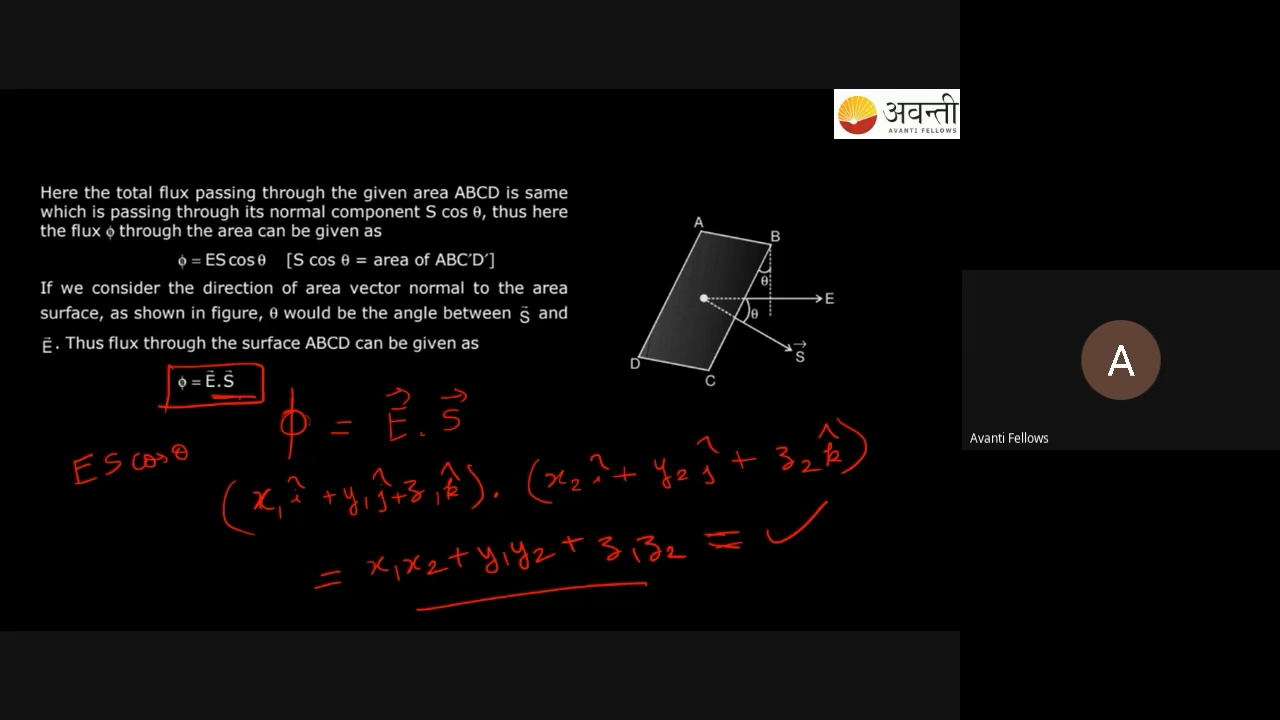 अवन्ती
AVANTI FELLOWS
Here the total flux passing through the given area ABCD is same
which is passing through its normal component S cos θ, thus here
the flux ϕ through the area can be given as
ϕ = ES cos θ [S cos θ = area of ABC′D′]
If we consider the direction of area vector normal to the area
surface, as shown in figure, θ would be the angle between S⃗ and
E⃗. Thus flux through the surface ABCD can be given as
ϕ = E⃗.S⃗
A
B
θ
E
θ
S⃗
D
C
ϕ = E⃗ . S⃗
ES cos θ
(x₁î + y₁ĵ + z₁k̂) . (x₂î + y₂ĵ + z₂k̂)
= x₁x₂ + y₁y₂ + z₁z₂ = ✓
A
Avanti Fellows